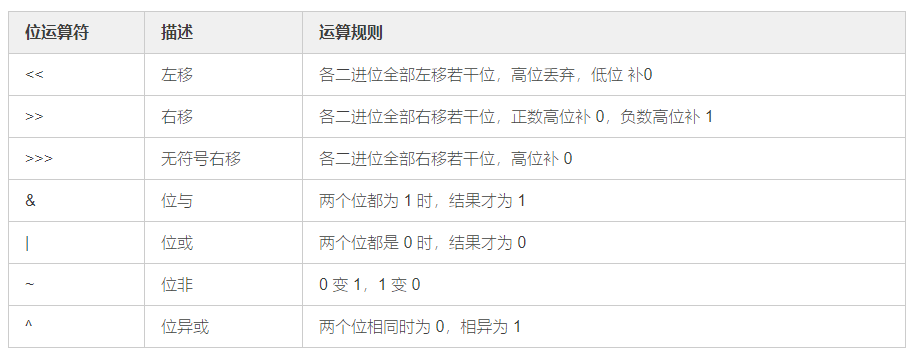 位运算符 描述 运算规则
<< 左移 各二进位全部左移若干位，高位丢弃，低位 补0
>> 右移 各二进位全部右移若干位，正数高位补 0，负数高位补 1
>>> 无符号右移 各二进位全部右移若干位，高位补 0
& 位与 两个位都为 1 时，结果才为 1
| 位或 两个位都是 0 时，结果才为 0
~ 位非 0 变 1，1 变 0
^ 位异或 两个位相同时为 0，相异为 1